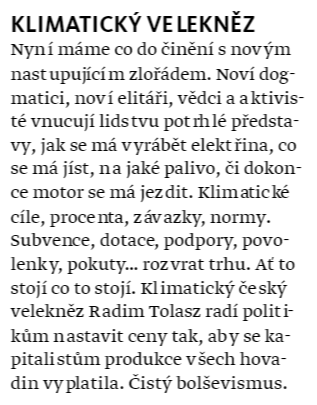 KLIMATICKÝ VELEKNĚZ
Nyní máme co do činění s novým
nastupujícím zlořádem. Noví dog-
matici, noví elitáři, vědci a aktivis-
té vnucují lidstvu potrhlé předsta-
vy, jak se má vyrábět elektřina, co
se má jíst, na jaké palivo, či dokon-
ce motor se má jezdit. Klimatické
cíle, procenta, závazky, normy.
Subvence, dotace, podpory, povo-
lenky, pokuty... rozvrat trhu. Ať to
stojí co to stojí. Klimatický český
velekněz Radim Tolasz radí politi-
kům nastavit ceny tak, aby se ka-
pitalistům produkce všech hova-
din vyplatila. Čistý bolševismus.